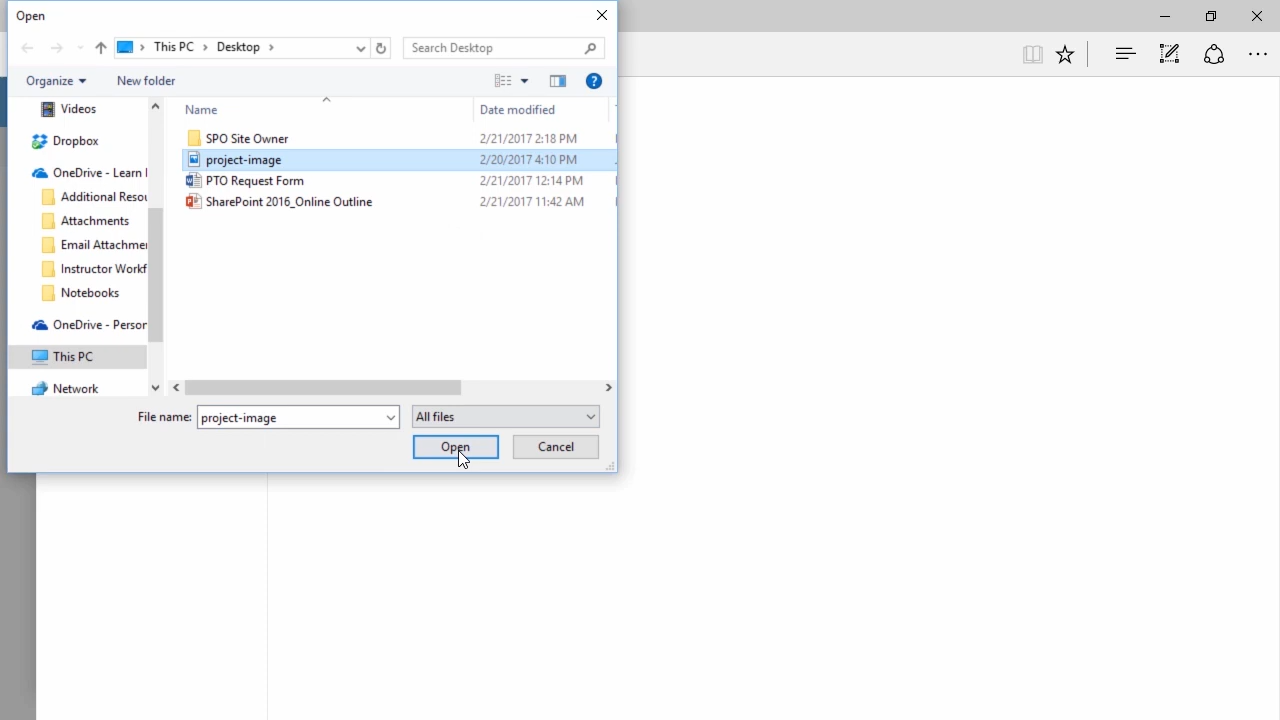 Open
This PC
Desktop
Search Desktop
Organize
New folder
Name
Date modified
Videos
Dropbox
OneDrive - Learn
Additional Resou
Attachments
Email Attachmer
Instructor Workf
Notebooks
OneDrive - Person
This PC
Network
SPO Site Owner 2/21/2017 2:18 PM
project-image 2/20/2017 4:10 PM
PTO Request Form 2/21/2017 12:14 PM
SharePoint 2016_Online Outline 2/21/2017 11:42 AM
File name: project-image
All files
Open
Cancel